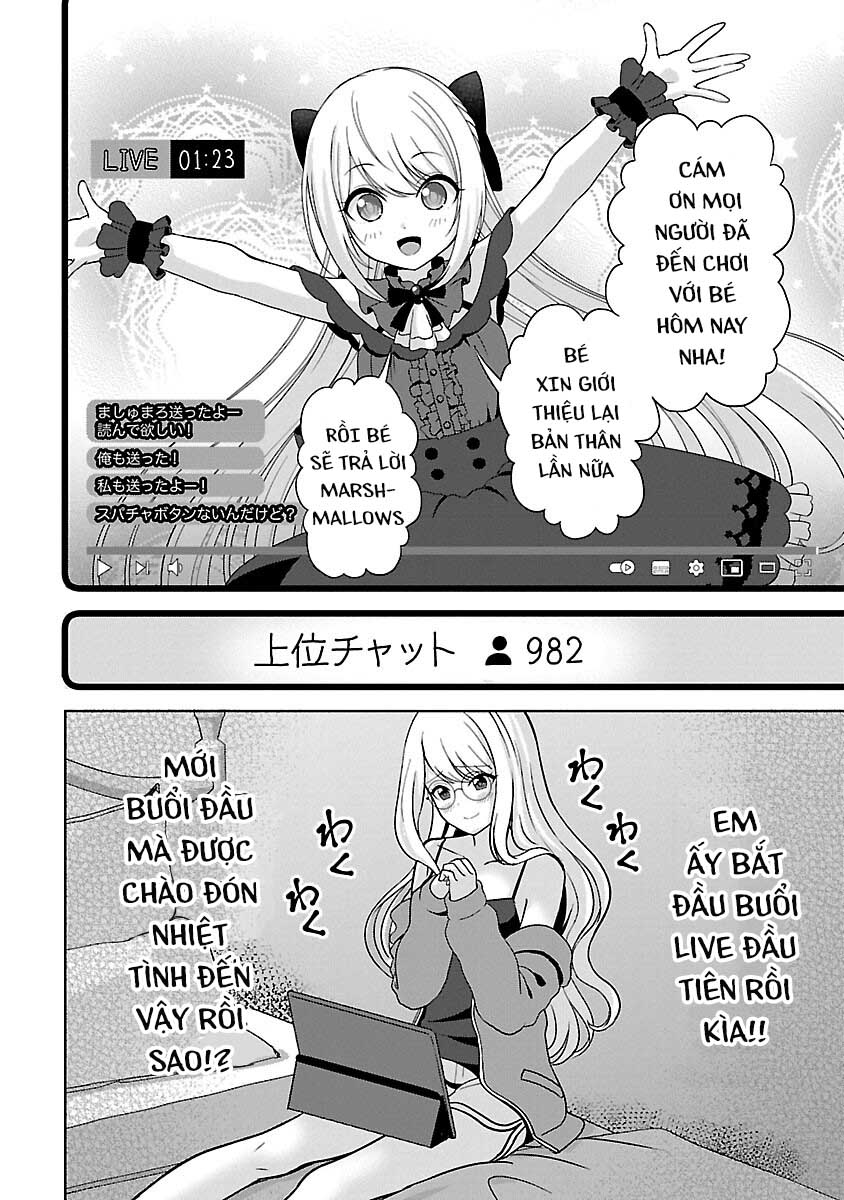 LIVE 01:23
CÁM
ƠN MỌI
NGƯỜI ĐÃ
ĐẾN CHƠI
VỚI BÉ
HÔM NAY
NHA!
BÉ
XIN GIỚI
THIỆU LẠI
BẢN THÂN
LẦN NỮA
RỒI BÉ
SẼ TRẢ LỜI
MARSH-
MALLOWS
ましゅまろ送ったよー
読んで欲しい!
俺も送った!
私も送ったよー!
スパチャボタンないんだけど?
上位チャット 982
EM
ẤY BẮT
ĐẦU BUỔI
LIVE ĐẦU
TIÊN RỒI
KÌA!!
わくわく
わくわく
MỚI
BUỔI ĐẦU
MÀ ĐƯỢC
CHÀO ĐÓN
NHIỆT
TÌNH ĐẾN
VẬY RỒI
SAO!?